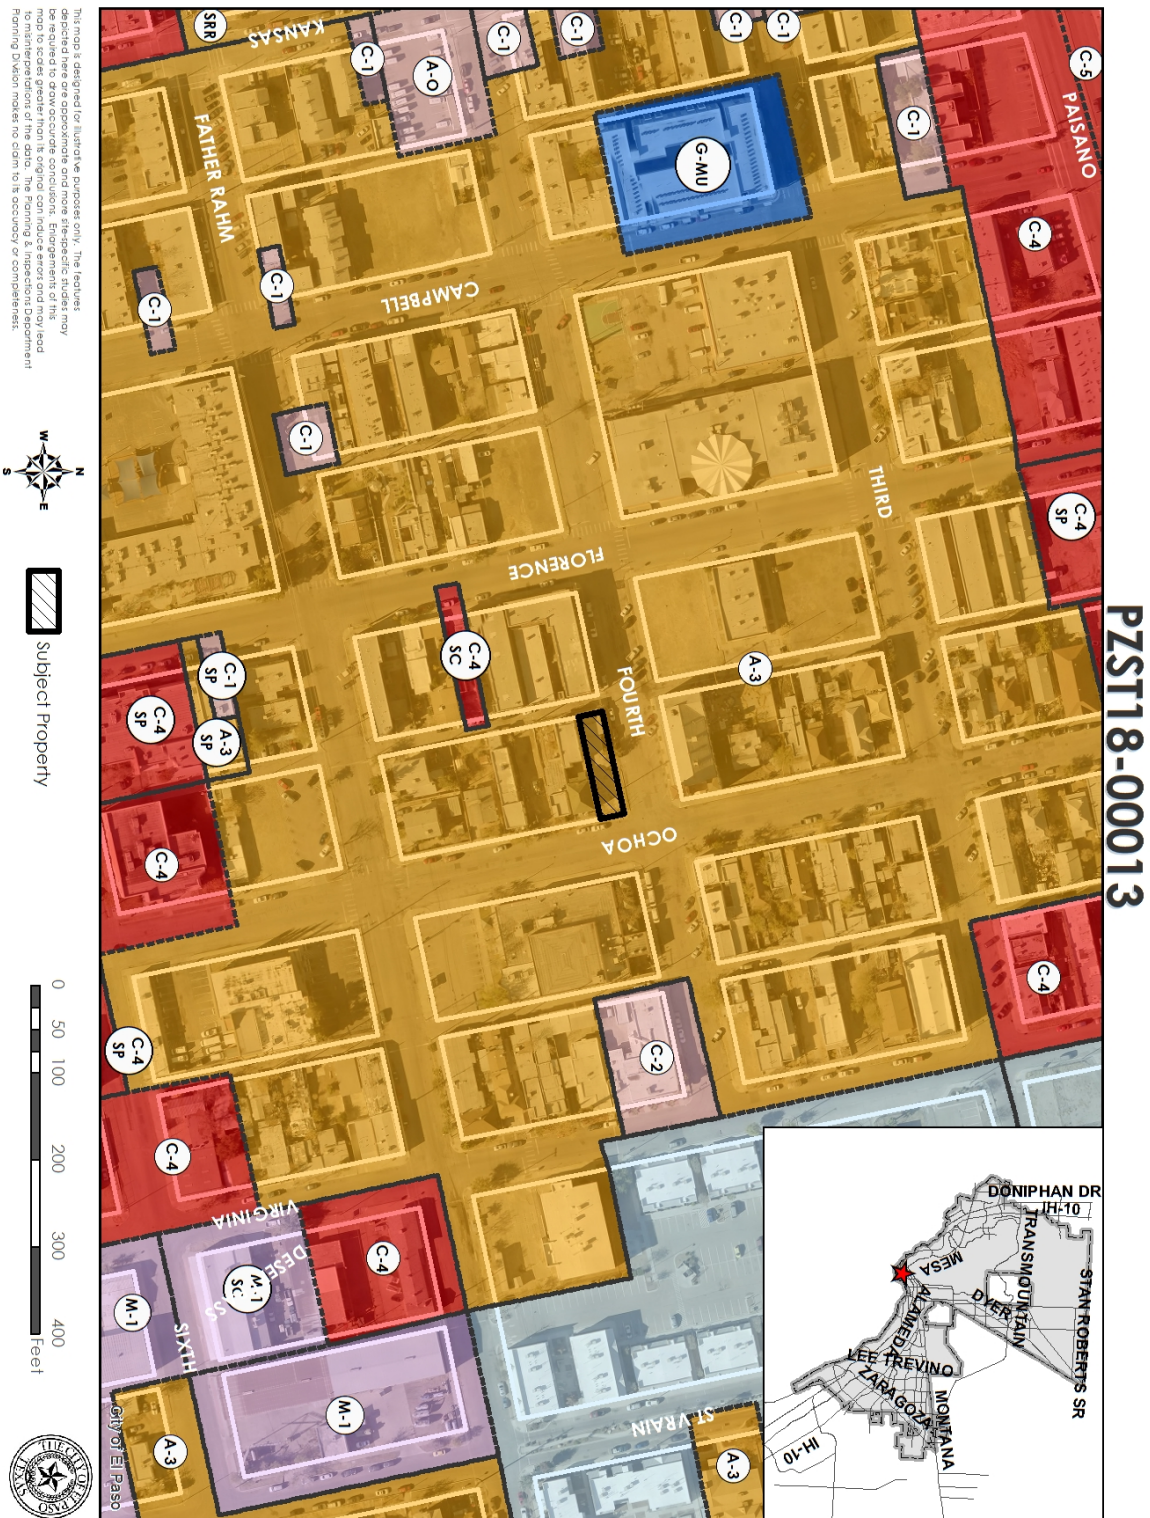 PZST18-00013
C-5
PAISANO
C-1
C-1
C-1
C-1
C-1
A-O
C-1
KANSAS
SRR
G-MU
C-4
FATHER RAHM
CAMPBELL
C-1
C-1
C-1
THIRD
C-4
SP
FLORENCE
C-4
SC
A-3
FOURTH
C-1
SP
A-3
SP
C-4
SP
C-4
OCHOA
C-4
C-2
C-4
SP
C-4
VIRGINIA
C-4
M-1
SC
M-1
SIXTH
M-1
ST VRAIN
A-3
A-3
DONIPHAN DR
IH-10
TRANSMOUNTAIN
STAN ROBERTS SR
MESA
DYER
ALAMEDA
LEE TREVINO
ZARAGOZA
MONTANA
IH-10
City of El Paso
This map is designed for illustrative purposes only. The features
depicted here are approximate and more site-specific studies may
be required to draw accurate conclusions. Enlargements of this
map to scales greater than its original can induce errors and may lead
to misinterpretations of the data. The Planning & Inspections Department
Planning Division makes no claim to its accuracy or completeness.
N
W
E
S
Subject Property
0 50 100 200 300 400
Feet
THE CITY OF EL PASO
TEXAS